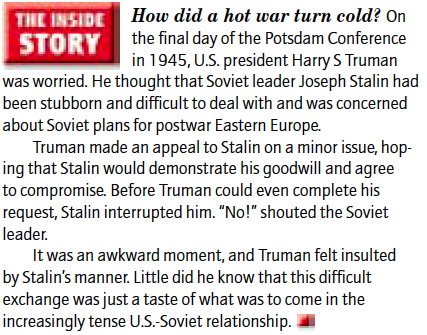 THE INSIDE
STORY
How did a hot war turn cold? On
the final day of the Potsdam Conference
in 1945, U.S. president Harry S Truman
was worried. He thought that Soviet leader Joseph Stalin had
been stubborn and difficult to deal with and was concerned
about Soviet plans for postwar Eastern Europe.
Truman made an appeal to Stalin on a minor issue, hop-
ing that Stalin would demonstrate his goodwill and agree
to compromise. Before Truman could even complete his
request, Stalin interrupted him. “No!” shouted the Soviet
leader.
It was an awkward moment, and Truman felt insulted
by Stalin’s manner. Little did he know that this difficult
exchange was just a taste of what was to come in the
increasingly tense U.S.-Soviet relationship.